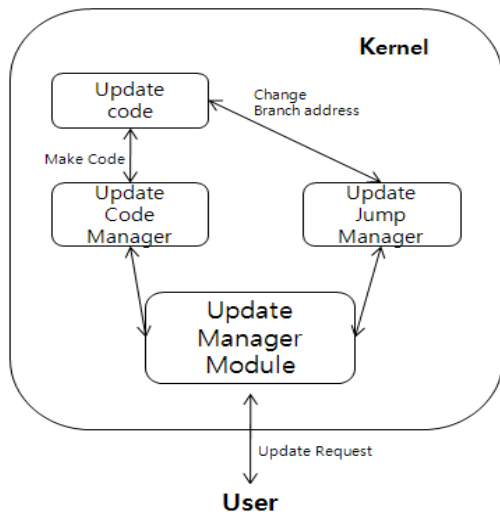 Kernel
Update
code
Change
Branch address
Make Code
Update
Code
Manager
Update
Jump
Manager
Update
Manager
Module
Update Request
User